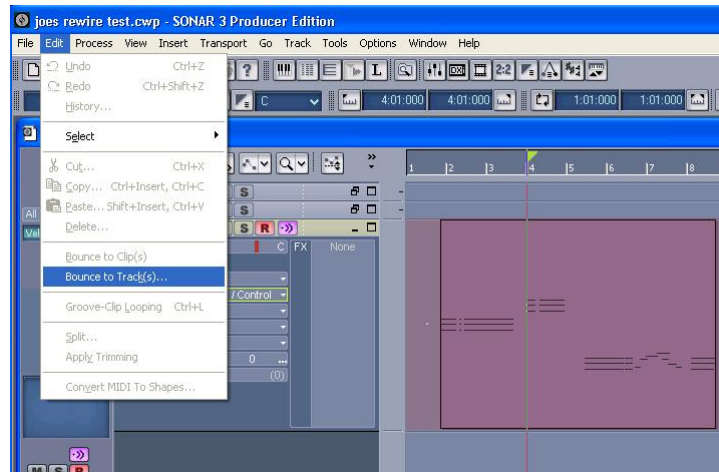 joes rewire test.cwp - SONAR 3 Producer Edition
File Edit Process View Insert Transport Go Track Tools Options Window Help
Undo Ctrl+Z
Redo Ctrl+Shift+Z
History...
Select
Cut... Ctrl+X
Copy... Ctrl+Insert, Ctrl+C
Paste... Shift+Insert, Ctrl+V
Delete...
Bounce to Clip(s)
Bounce to Track(s)...
Groove-Clip Looping Ctrl+L
Split...
Apply Trimming
Convert MIDI To Shapes...
? L 2:2
C 4:01:000 4:01:000 1:01:000 1:01:000
1 2 3 4 5 6 7 8
All
S
S
Vel
S R
C FX None
/ Control
0 ...
(0)
M S R